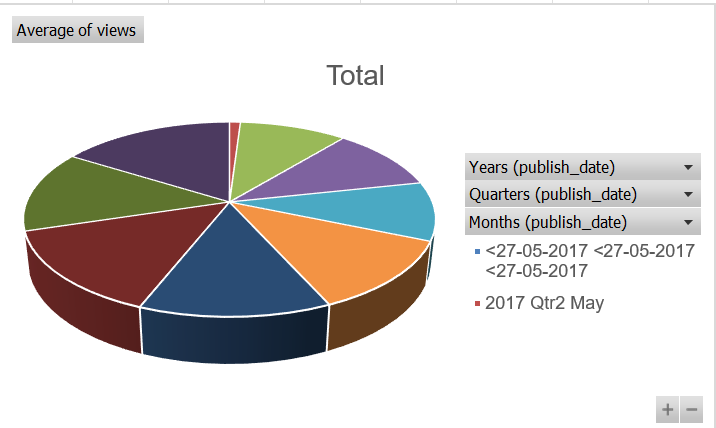 Average of views
Total
Years (publish_date)
Quarters (publish_date)
Months (publish_date)
<27-05-2017 <27-05-2017
<27-05-2017
2017 Qtr2 May
+ −